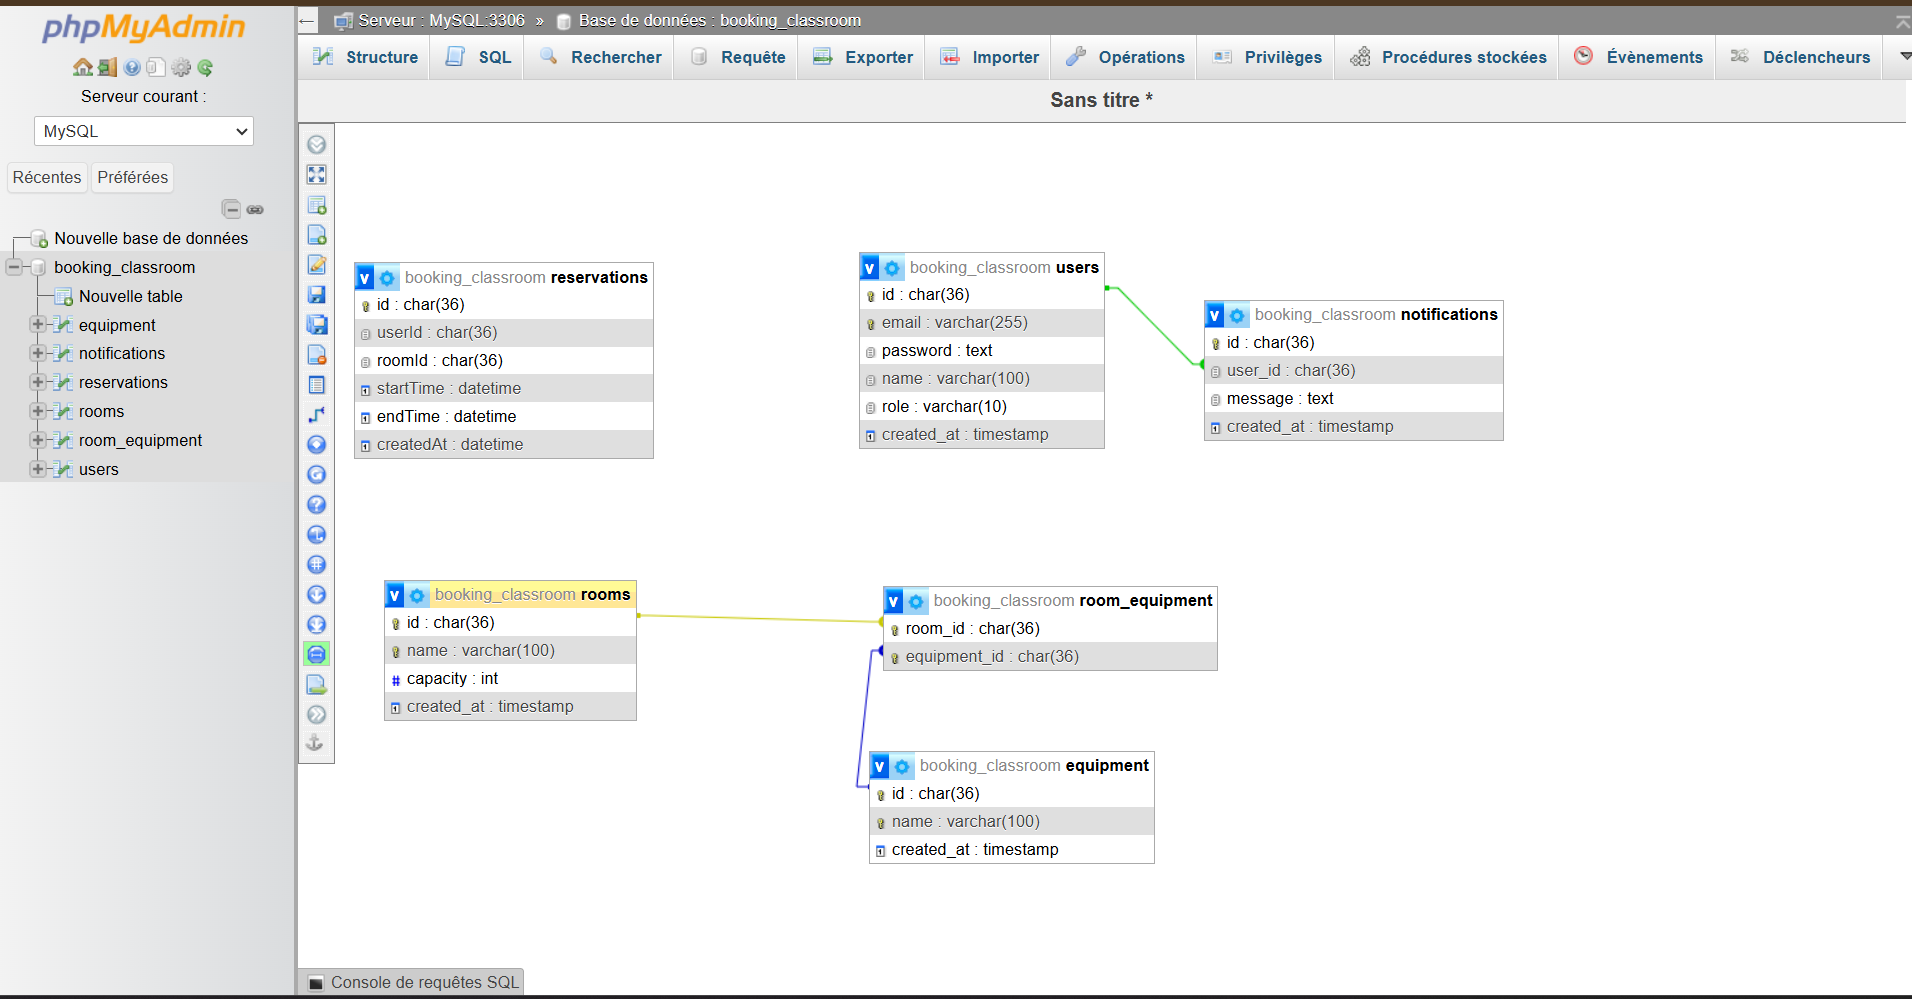 phpMyAdmin
Serveur courant :
MySQL
Récentes Préférées
Nouvelle base de données
booking_classroom
Nouvelle table
equipment
notifications
reservations
rooms
room_equipment
users
Serveur : MySQL:3306 » Base de données : booking_classroom
Structure SQL Rechercher Requête Exporter Importer Opérations Privilèges Procédures stockées Évènements Déclencheurs
Sans titre *
booking_classroom reservations
id : char(36)
userId : char(36)
roomId : char(36)
startTime : datetime
endTime : datetime
createdAt : datetime
booking_classroom users
id : char(36)
email : varchar(255)
password : text
name : varchar(100)
role : varchar(10)
created_at : timestamp
booking_classroom notifications
id : char(36)
user_id : char(36)
message : text
created_at : timestamp
booking_classroom rooms
id : char(36)
name : varchar(100)
capacity : int
created_at : timestamp
booking_classroom room_equipment
room_id : char(36)
equipment_id : char(36)
booking_classroom equipment
id : char(36)
name : varchar(100)
created_at : timestamp
Console de requêtes SQL